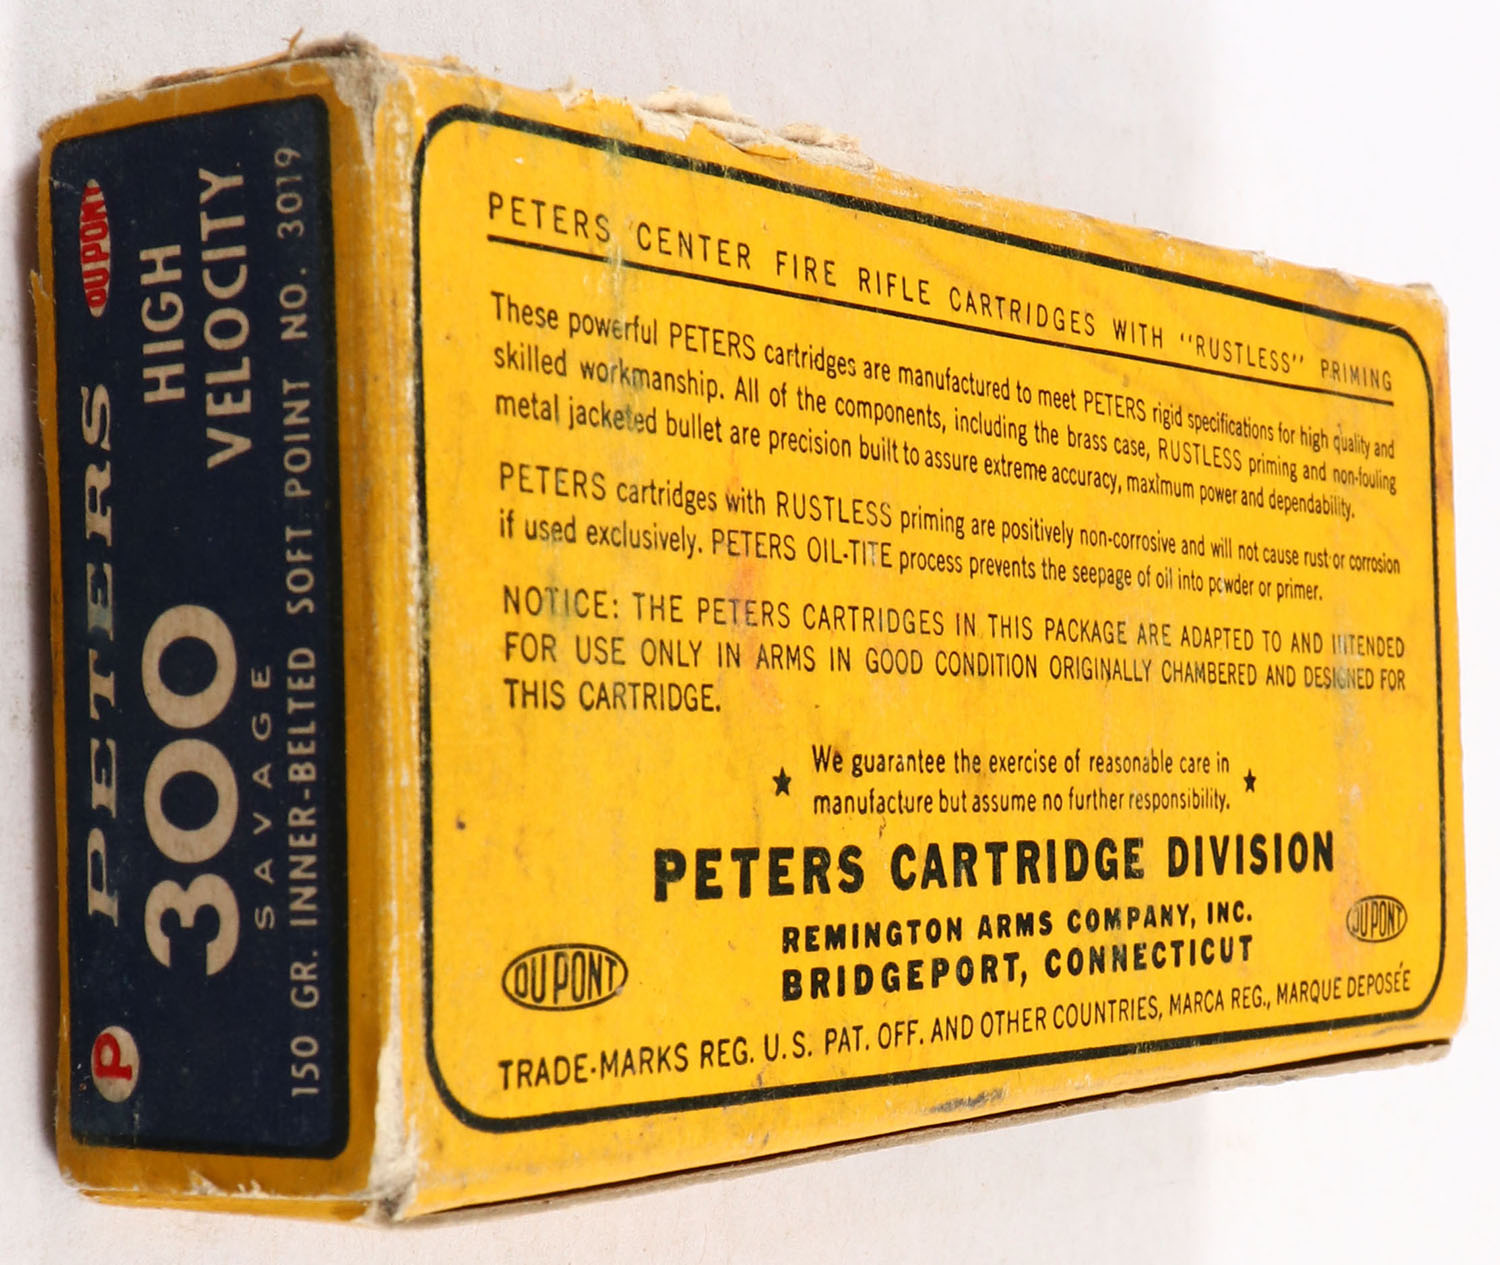 P PETERS DU PONT
300 HIGH
SAVAGE VELOCITY
150 GR. INNER-BELTED SOFT POINT NO. 3019
PETERS CENTER FIRE RIFLE CARTRIDGES WITH "RUSTLESS" PRIMING
These powerful PETERS cartridges are manufactured to meet PETERS rigid specifications for high quality and
skilled workmanship. All of the components, including the brass case, RUSTLESS priming and non-fouling
metal jacketed bullet are precision built to assure extreme accuracy, maximum power and dependability.
PETERS cartridges with RUSTLESS priming are positively non-corrosive and will not cause rust or corrosion
if used exclusively. PETERS OIL-TITE process prevents the seepage of oil into powder or primer.
NOTICE: THE PETERS CARTRIDGES IN THIS PACKAGE ARE ADAPTED TO AND INTENDED
FOR USE ONLY IN ARMS IN GOOD CONDITION ORIGINALLY CHAMBERED AND DESIGNED FOR
THIS CARTRIDGE.
We guarantee the exercise of reasonable care in
★ manufacture but assume no further responsibility. ★
PETERS CARTRIDGE DIVISION
REMINGTON ARMS COMPANY, INC.
BRIDGEPORT, CONNECTICUT
DU PONT DU PONT
TRADE-MARKS REG. U.S. PAT. OFF. AND OTHER COUNTRIES, MARCA REG., MARQUE DEPOSÉE